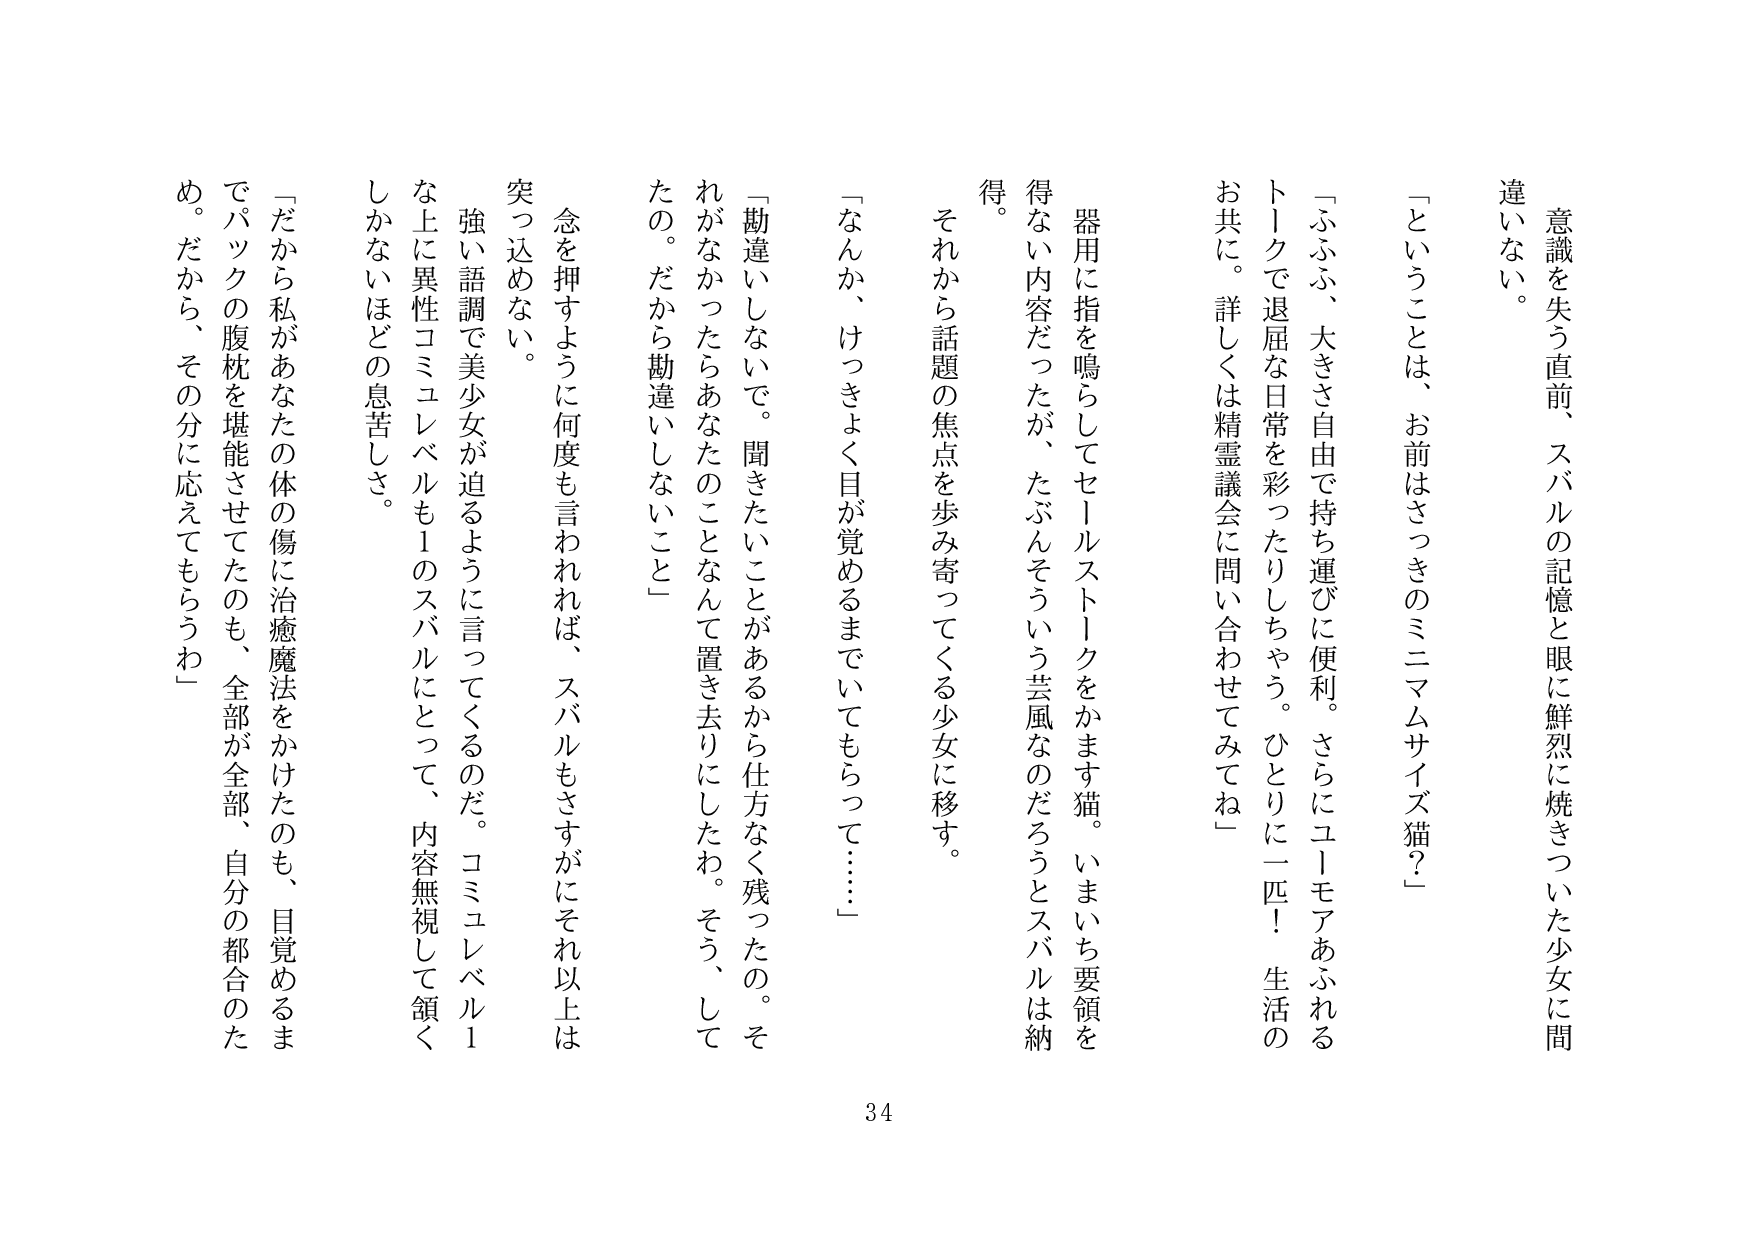 意識を失う直前、スバルの記憶と眼に鮮烈に焼きついた少女に間
違いない。
「ということは、お前はさっきのミニマムサイズ猫？」
「ふふふ、大きさ自由で持ち運びに便利。さらにユーモアあふれる
トークで退屈な日常を彩ったりしちゃう。ひとりに一匹！　生活の
お共に。詳しくは精霊議会に問い合わせてみてね」
　器用に指を鳴らしてセールストークをかます猫。いまいち要領を
得ない内容だったが、たぶんそういう芸風なのだろうとスバルは納
得。
　それから話題の焦点を歩み寄ってくる少女に移す。
「なんか、けっきょく目が覚めるまでいてもらって……」
「勘違いしないで。聞きたいことがあるから仕方なく残ったの。そ
れがなかったらあなたのことなんて置き去りにしたわ。そう、して
たの。だから勘違いしないこと」
　念を押すように何度も言われれば、スバルもさすがにそれ以上は
突っ込めない。
　強い語調で美少女が迫るように言ってくるのだ。コミュレベル１
な上に異性コミュレベルも１のスバルにとって、内容無視して頷く
しかないほどの息苦しさ。
「だから私があなたの体の傷に治癒魔法をかけたのも、目覚めるま
でパックの腹枕を堪能させてたのも、全部が全部、自分の都合のた
め。だから、その分に応えてもらうわ」
34